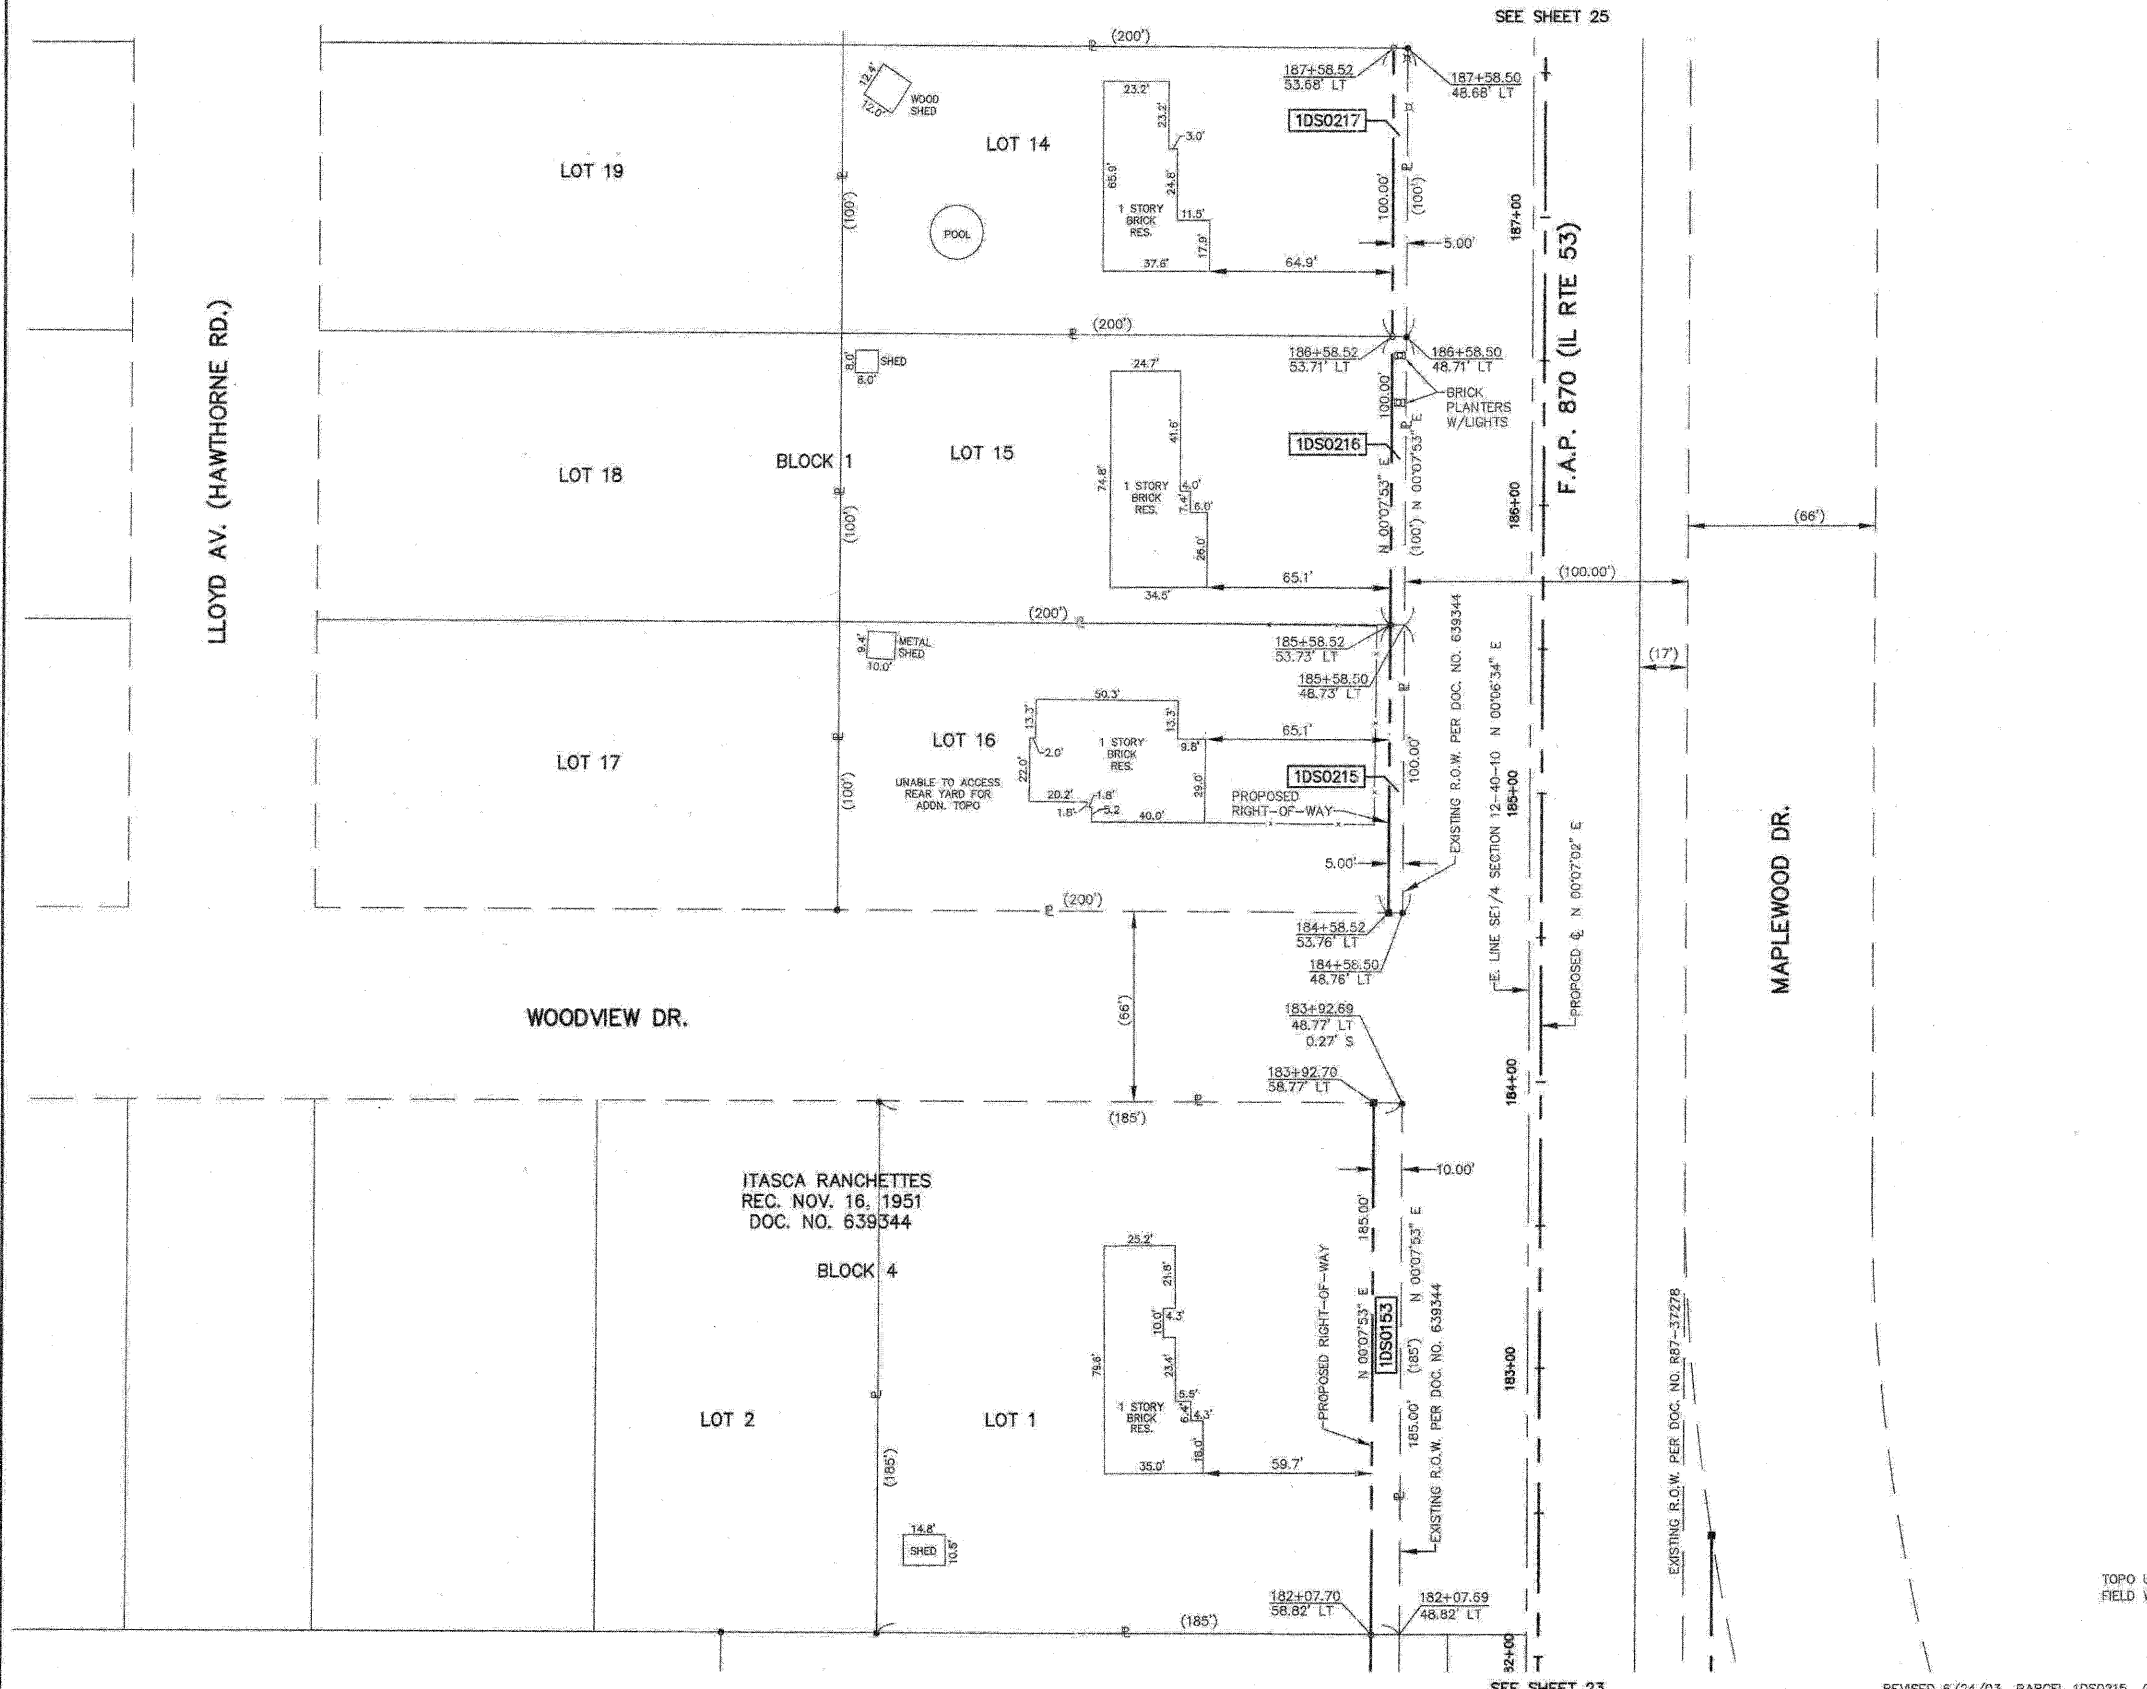 SEE SHEET 25
(200')
187+58.52
53.68' LT
187+58.50
48.68' LT
12.4'
12.0'
WOOD
SHED
23.2'
23.2'
3.0'
1DS0217
LOT 14
LOT 19
65.9'
24.8'
(100')
100.00'
(100')
187+00
1 STORY
BRICK
RES.
11.5'
17.9'
POOL
5.00'
37.6'
64.9'
F.A.P. 870 (IL RTE 53)
LLOYD AV. (HAWTHORNE RD.)
(200')
186+58.52
53.71' LT
186+58.50
48.71' LT
8.0'
SHED
8.0'
24.7'
100.00'
BRICK
PLANTERS
W/LIGHTS
41.6'
1DS0216
LOT 15
BLOCK 1
LOT 18
74.8'
1 STORY
BRICK
RES.
4.0'
7.4'
6.0'
26.0'
N 00°07'53" E
(100') N 00°07'53" E
186+00
(66')
(100')
65.1'
34.5'
(100.00')
(200')
9.4'
METAL
SHED
10.0'
185+58.52
53.73' LT
185+58.50
48.73' LT
(17')
50.3'
13.3'
13.3'
2.0'
9.8'
65.1'
LOT 16
1 STORY
BRICK
RES.
LOT 17
22.0'
UNABLE TO ACCESS
REAR YARD FOR
ADDN. TOPO
20.2'
1.8'
1.8'
5.2
40.0'
29.0'
1DS0215
PROPOSED
RIGHT-OF-WAY
100.00'
(100')
EXISTING R.O.W. PER DOC. NO. 639344
E. LINE SE1/4 SECTION 12-40-10 N 00°06'34" E
185+00
PROPOSED ℄ N 00°07'02" E
MAPLEWOOD DR.
5.00'
(200')
184+58.52
53.76' LT
184+58.50
48.76' LT
(66')
WOODVIEW DR.
183+92.69
48.77' LT
0.27' S
183+92.70
58.77' LT
184+00
(185')
10.00'
ITASCA RANCHETTES
REC. NOV. 16, 1951
DOC. NO. 639344
BLOCK 4
25.2'
21.8'
10.0'
4.3'
79.6'
23.4'
5.5'
6.4'
4.3'
18.0'
1 STORY
BRICK
RES.
185.00'
N 00°07'53" E
PROPOSED RIGHT-OF-WAY
1DS0153
185.00' (185') N 00°07'53" E
EXISTING R.O.W. PER DOC. NO. 639344
183+00
EXISTING R.O.W. PER DOC. NO. R87-37278
LOT 2
LOT 1
35.0'
59.7'
(185')
14.8'
SHED
10.5'
182+07.70
58.82' LT
182+07.69
48.82' LT
(185')
82+00
TOPO
FIELD
SEE SHEET 23
REVISED 6/24/03 PARCEL 1DS0215